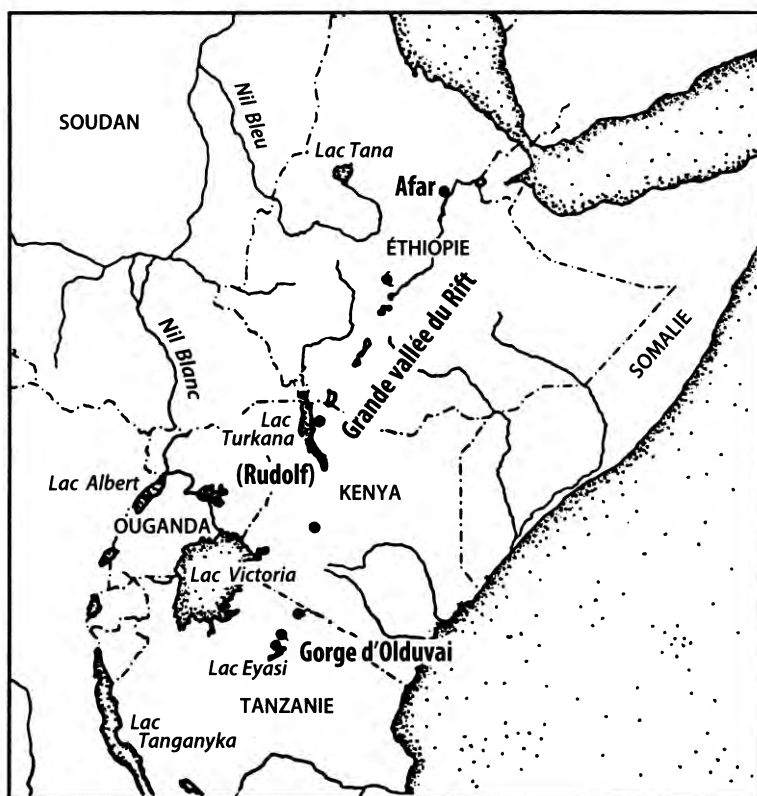 SOUDAN
Nil Bleu
Lac Tana
Afar
ÉTHIOPIE
Grande vallée du Rift
SOMALIE
Nil Blanc
Lac
Turkana
(Rudolf)
Lac Albert
KENYA
OUGANDA
Lac Victoria
Gorge d'Olduvai
Lac Eyasi
TANZANIE
Lac
Tanganyka